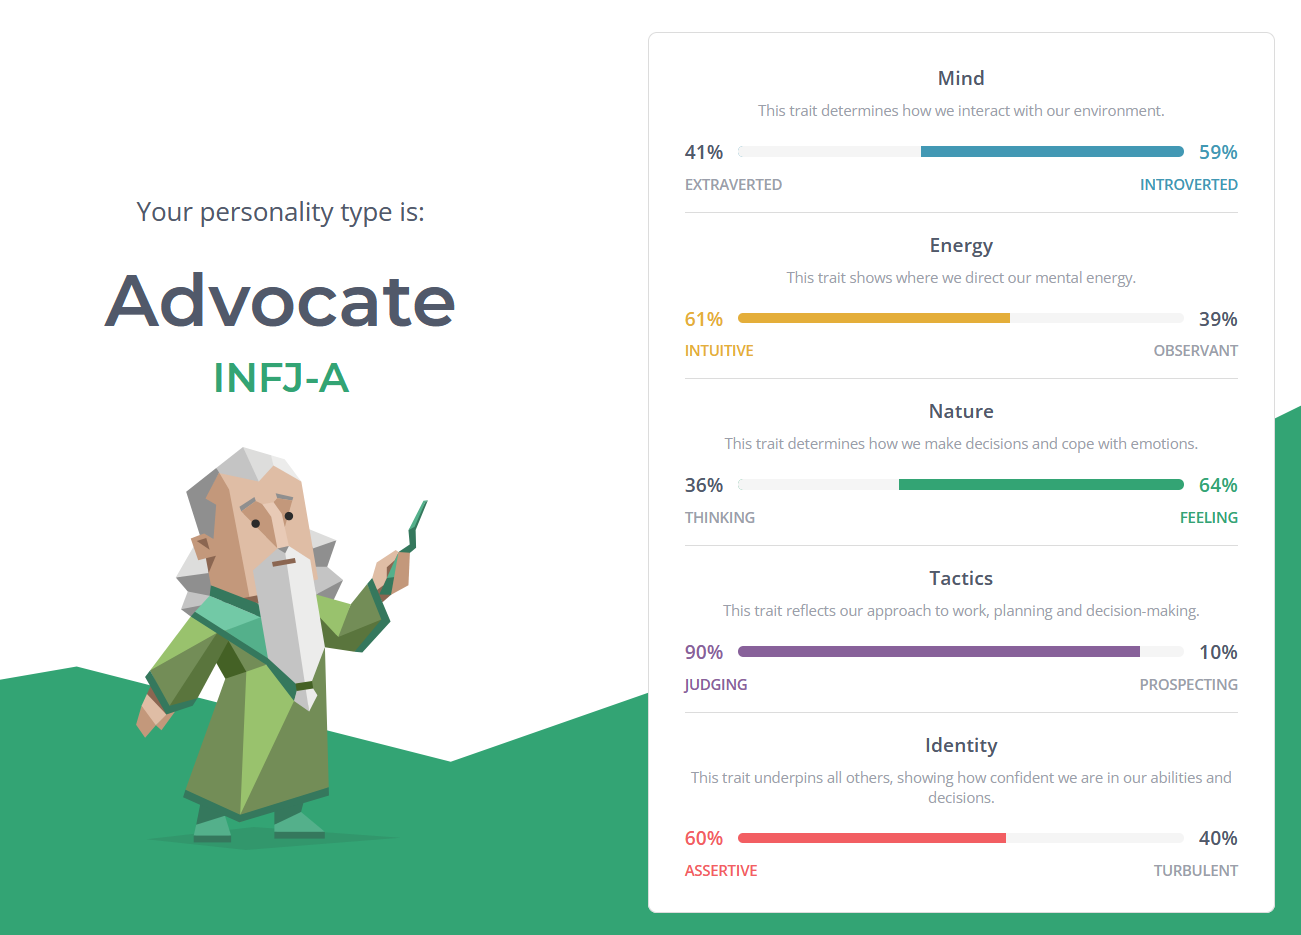 Your personality type is:
Advocate
INFJ-A
Mind
This trait determines how we interact with our environment.
41% 59%
EXTRAVERTED INTROVERTED
Energy
This trait shows where we direct our mental energy.
61% 39%
INTUITIVE OBSERVANT
Nature
This trait determines how we make decisions and cope with emotions.
36% 64%
THINKING FEELING
Tactics
This trait reflects our approach to work, planning and decision-making.
90% 10%
JUDGING PROSPECTING
Identity
This trait underpins all others, showing how confident we are in our abilities and
decisions.
60% 40%
ASSERTIVE TURBULENT